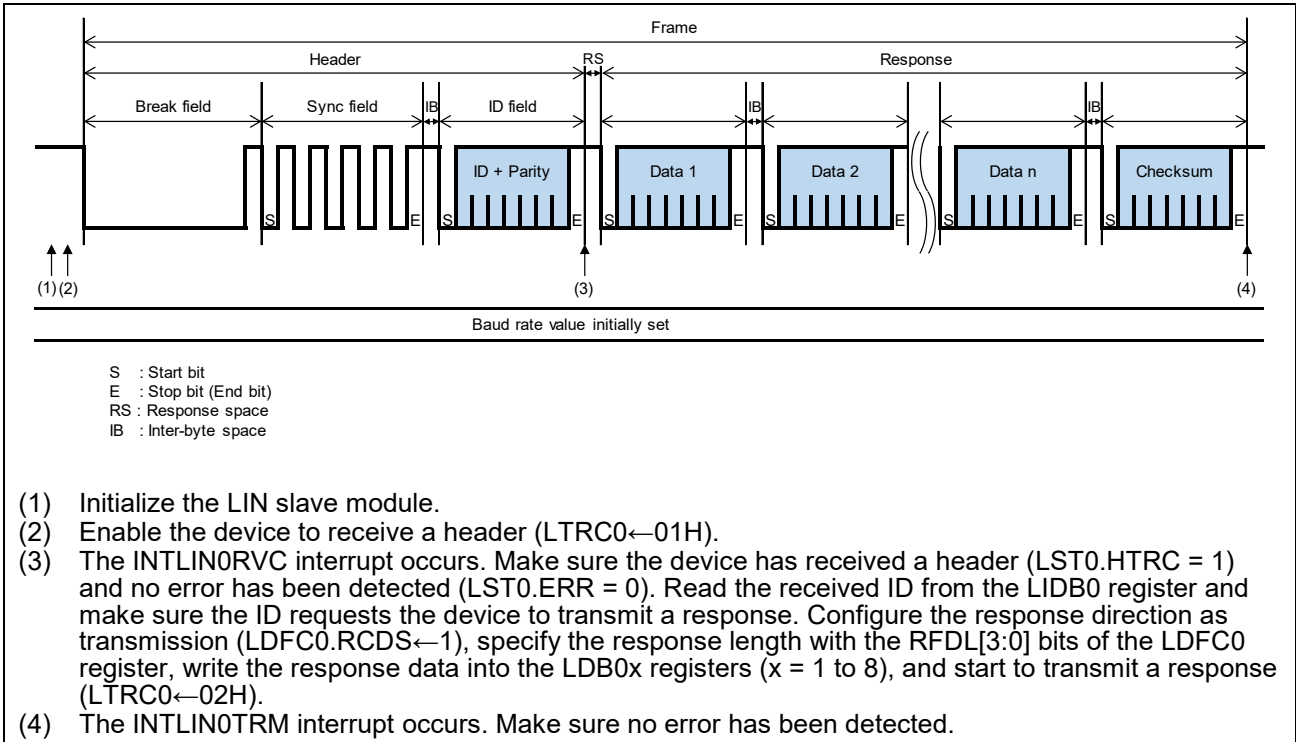 Frame
Header
RS
Response
Break field
Sync field
IB
ID field
IB
IB
ID + Parity
Data 1
Data 2
Data n
Checksum
S
E
S
E
S
E
S
E
S
E
S
E
(1)
(2)
(3)
(4)
Baud rate value initially set
S : Start bit
E : Stop bit (End bit)
RS : Response space
IB : Inter-byte space
(1) Initialize the LIN slave module.
(2) Enable the device to receive a header (LTRC0←01H).
(3) The INTLIN0RVC interrupt occurs. Make sure the device has received a header (LST0.HTRC = 1)
and no error has been detected (LST0.ERR = 0). Read the received ID from the LIDB0 register and
make sure the ID requests the device to transmit a response. Configure the response direction as
transmission (LDFC0.RCDS←1), specify the response length with the RFDL[3:0] bits of the LDFC0
register, write the response data into the LDB0x registers (x = 1 to 8), and start to transmit a response
(LTRC0←02H).
(4) The INTLIN0TRM interrupt occurs. Make sure no error has been detected.